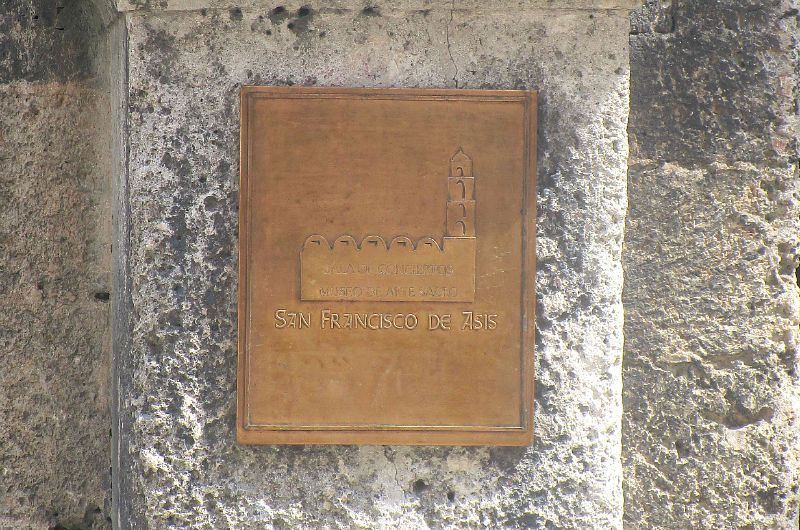 SALA DE CONCIERTOS
MUSEO DE ARTE SACRO
SAN FRANCISCO DE ASIS